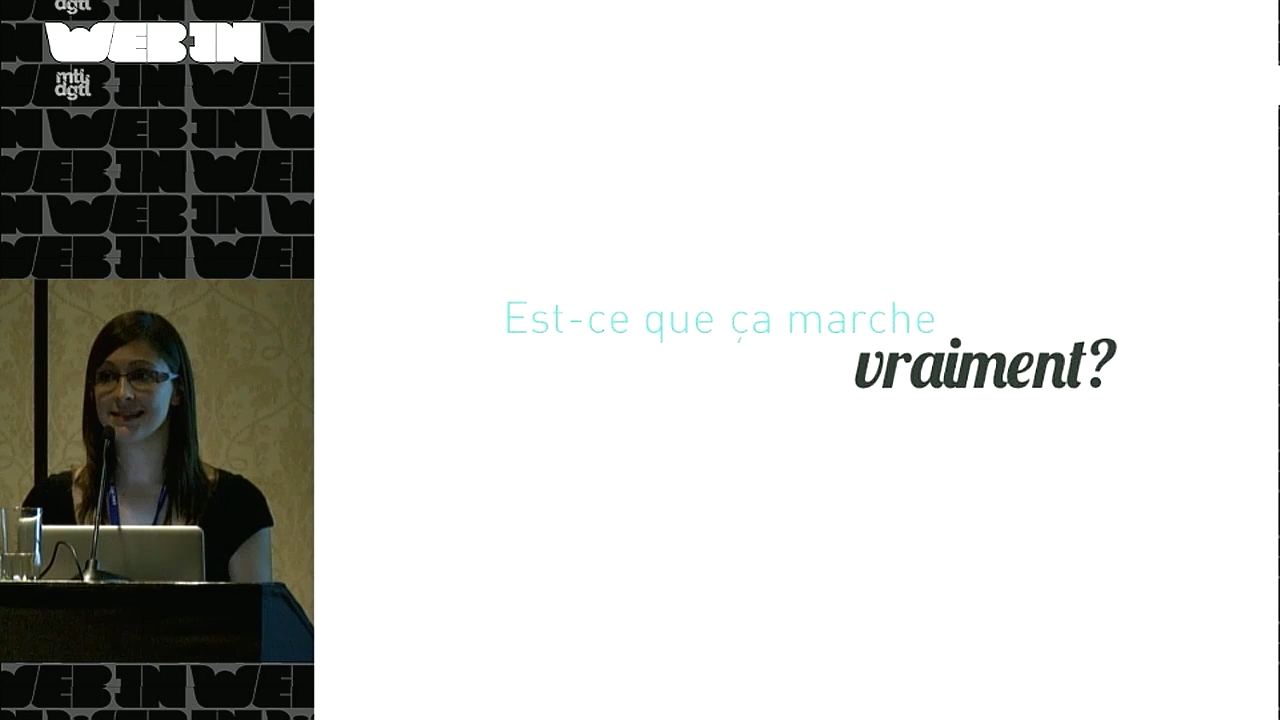 WEB-IN
mtl
dgtl
Est-ce que ça marche
vraiment?